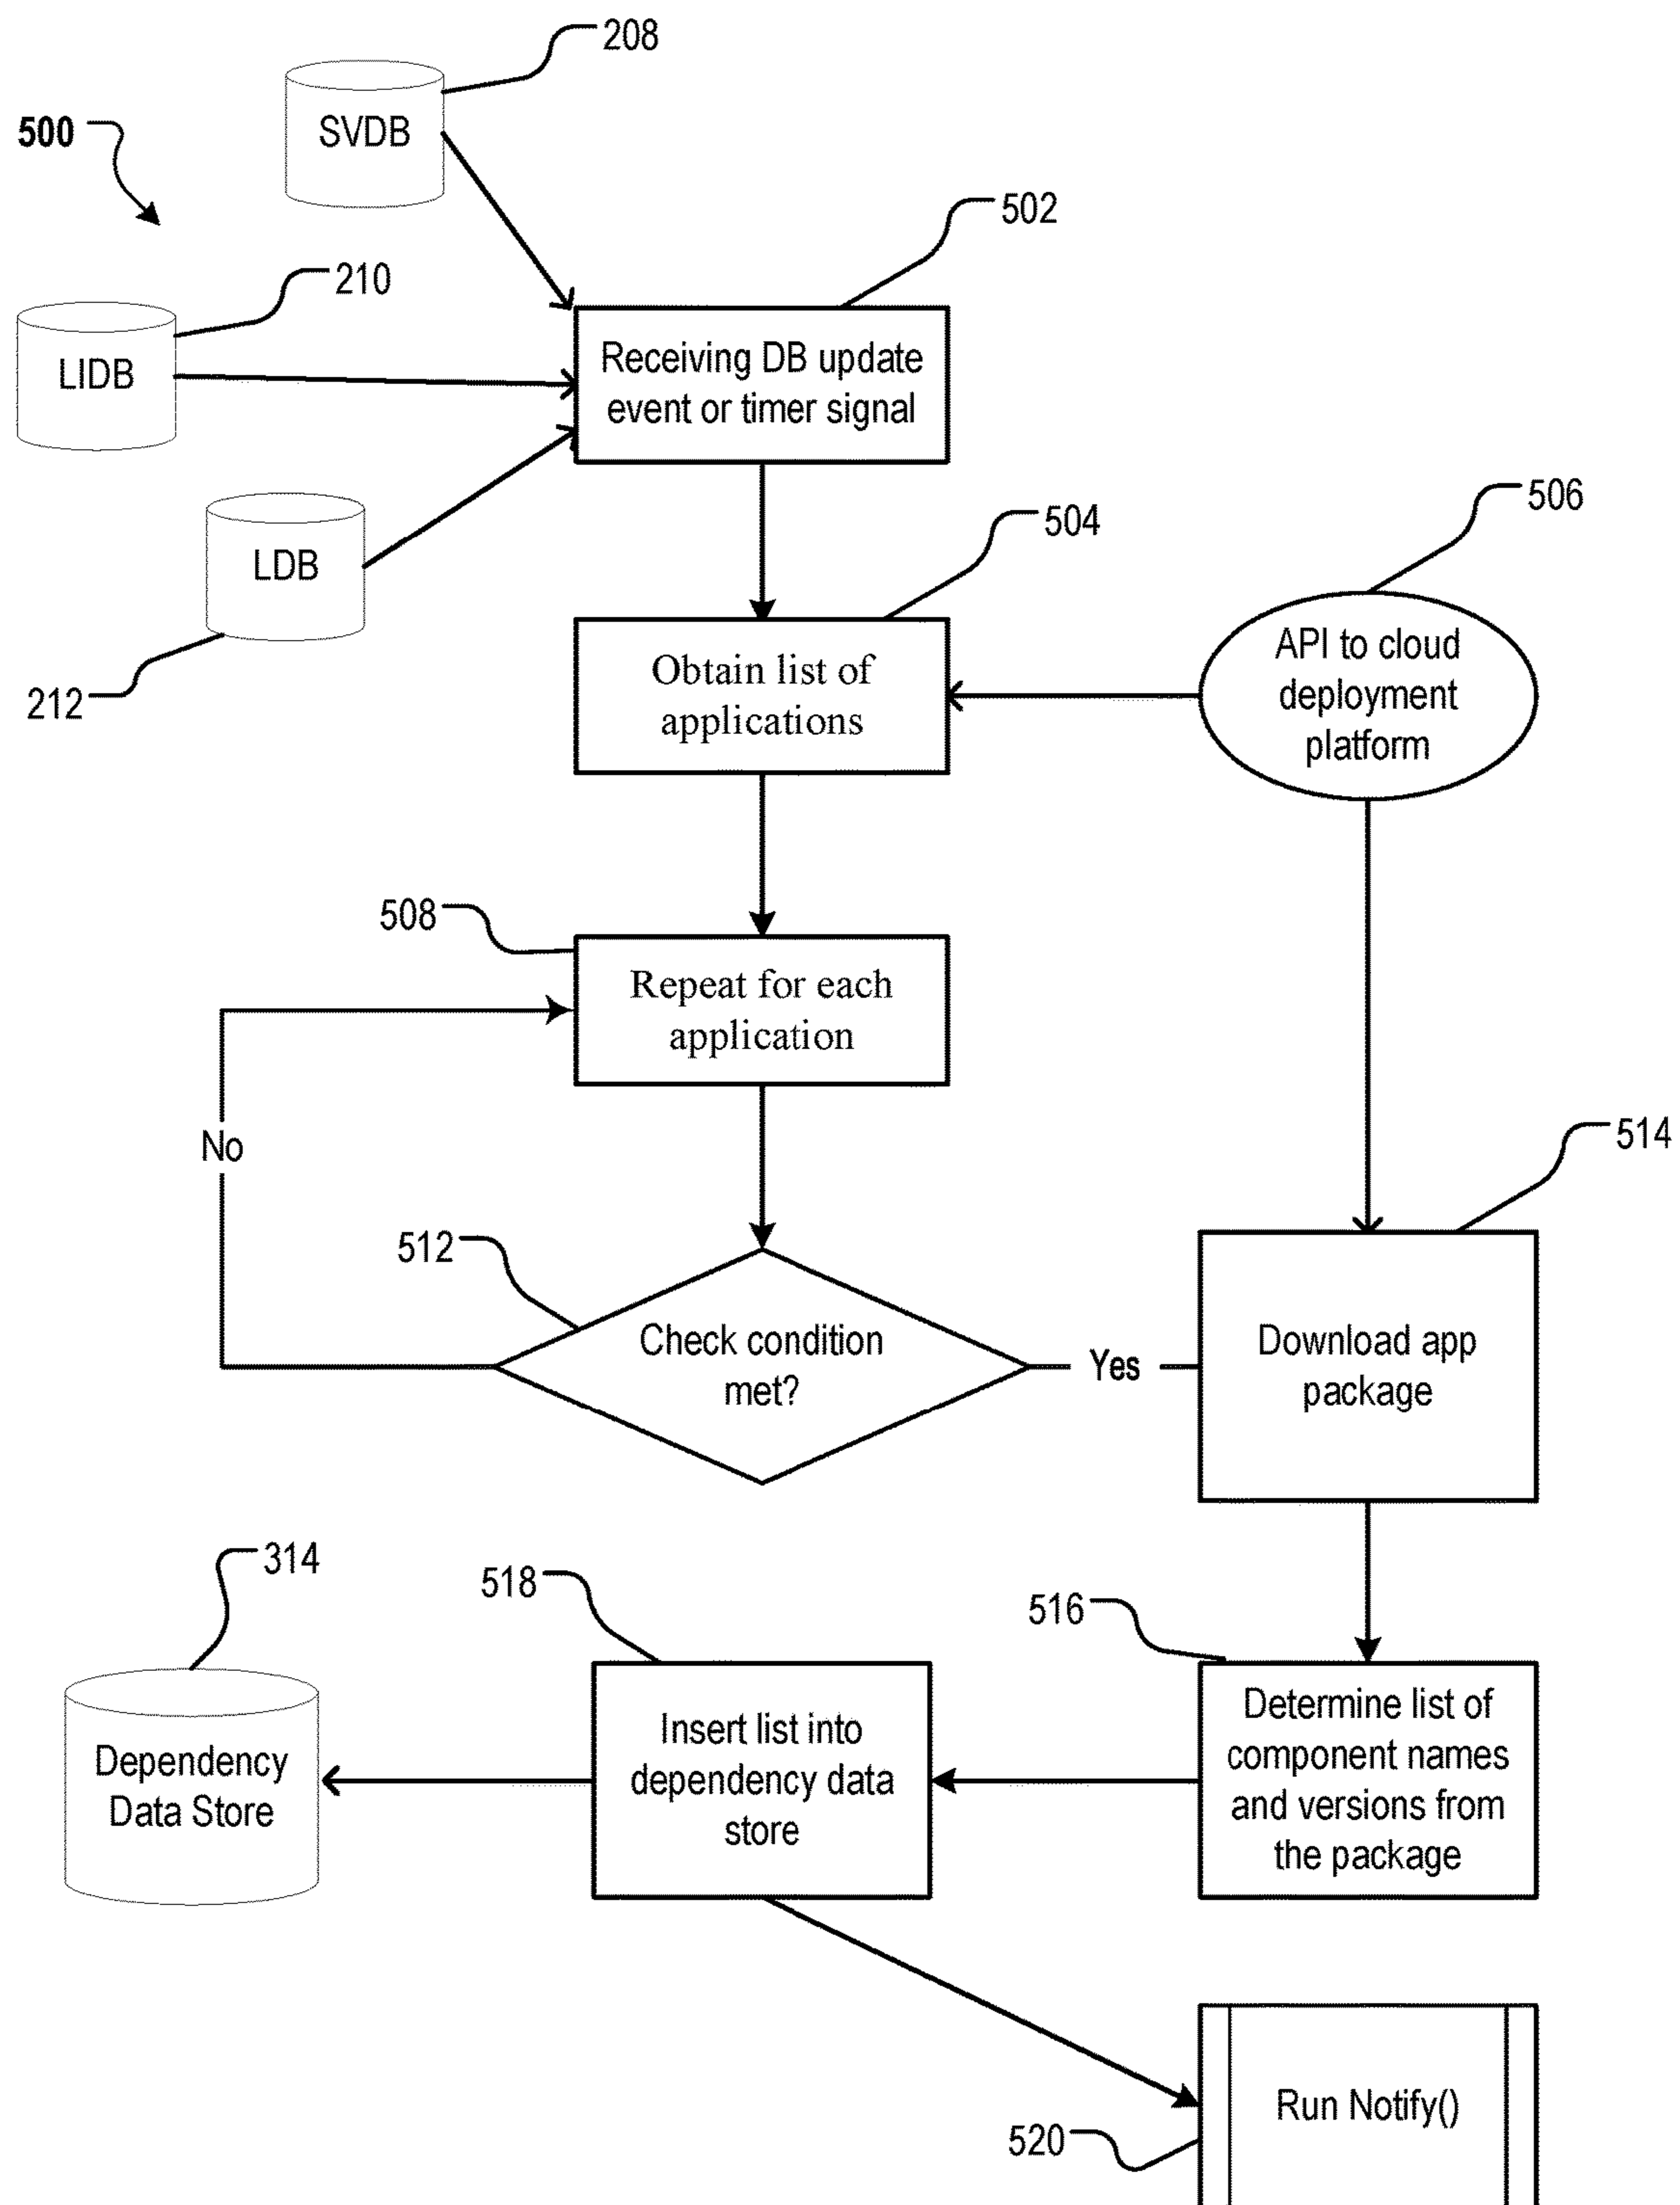 208
SVDB
500
502
210
LIDB
Receiving DB update
event or timer signal
506
504
LDB
API to cloud
deployment
platform
Obtain list of
applications
212
508
Repeat for each
application
No
514
512
Check condition
met?
Yes
Download app
package
314
518
516
Dependency
Data Store
Insert list into
dependency data
store
Determine list of
component names
and versions from
the package
Run Notify()
520